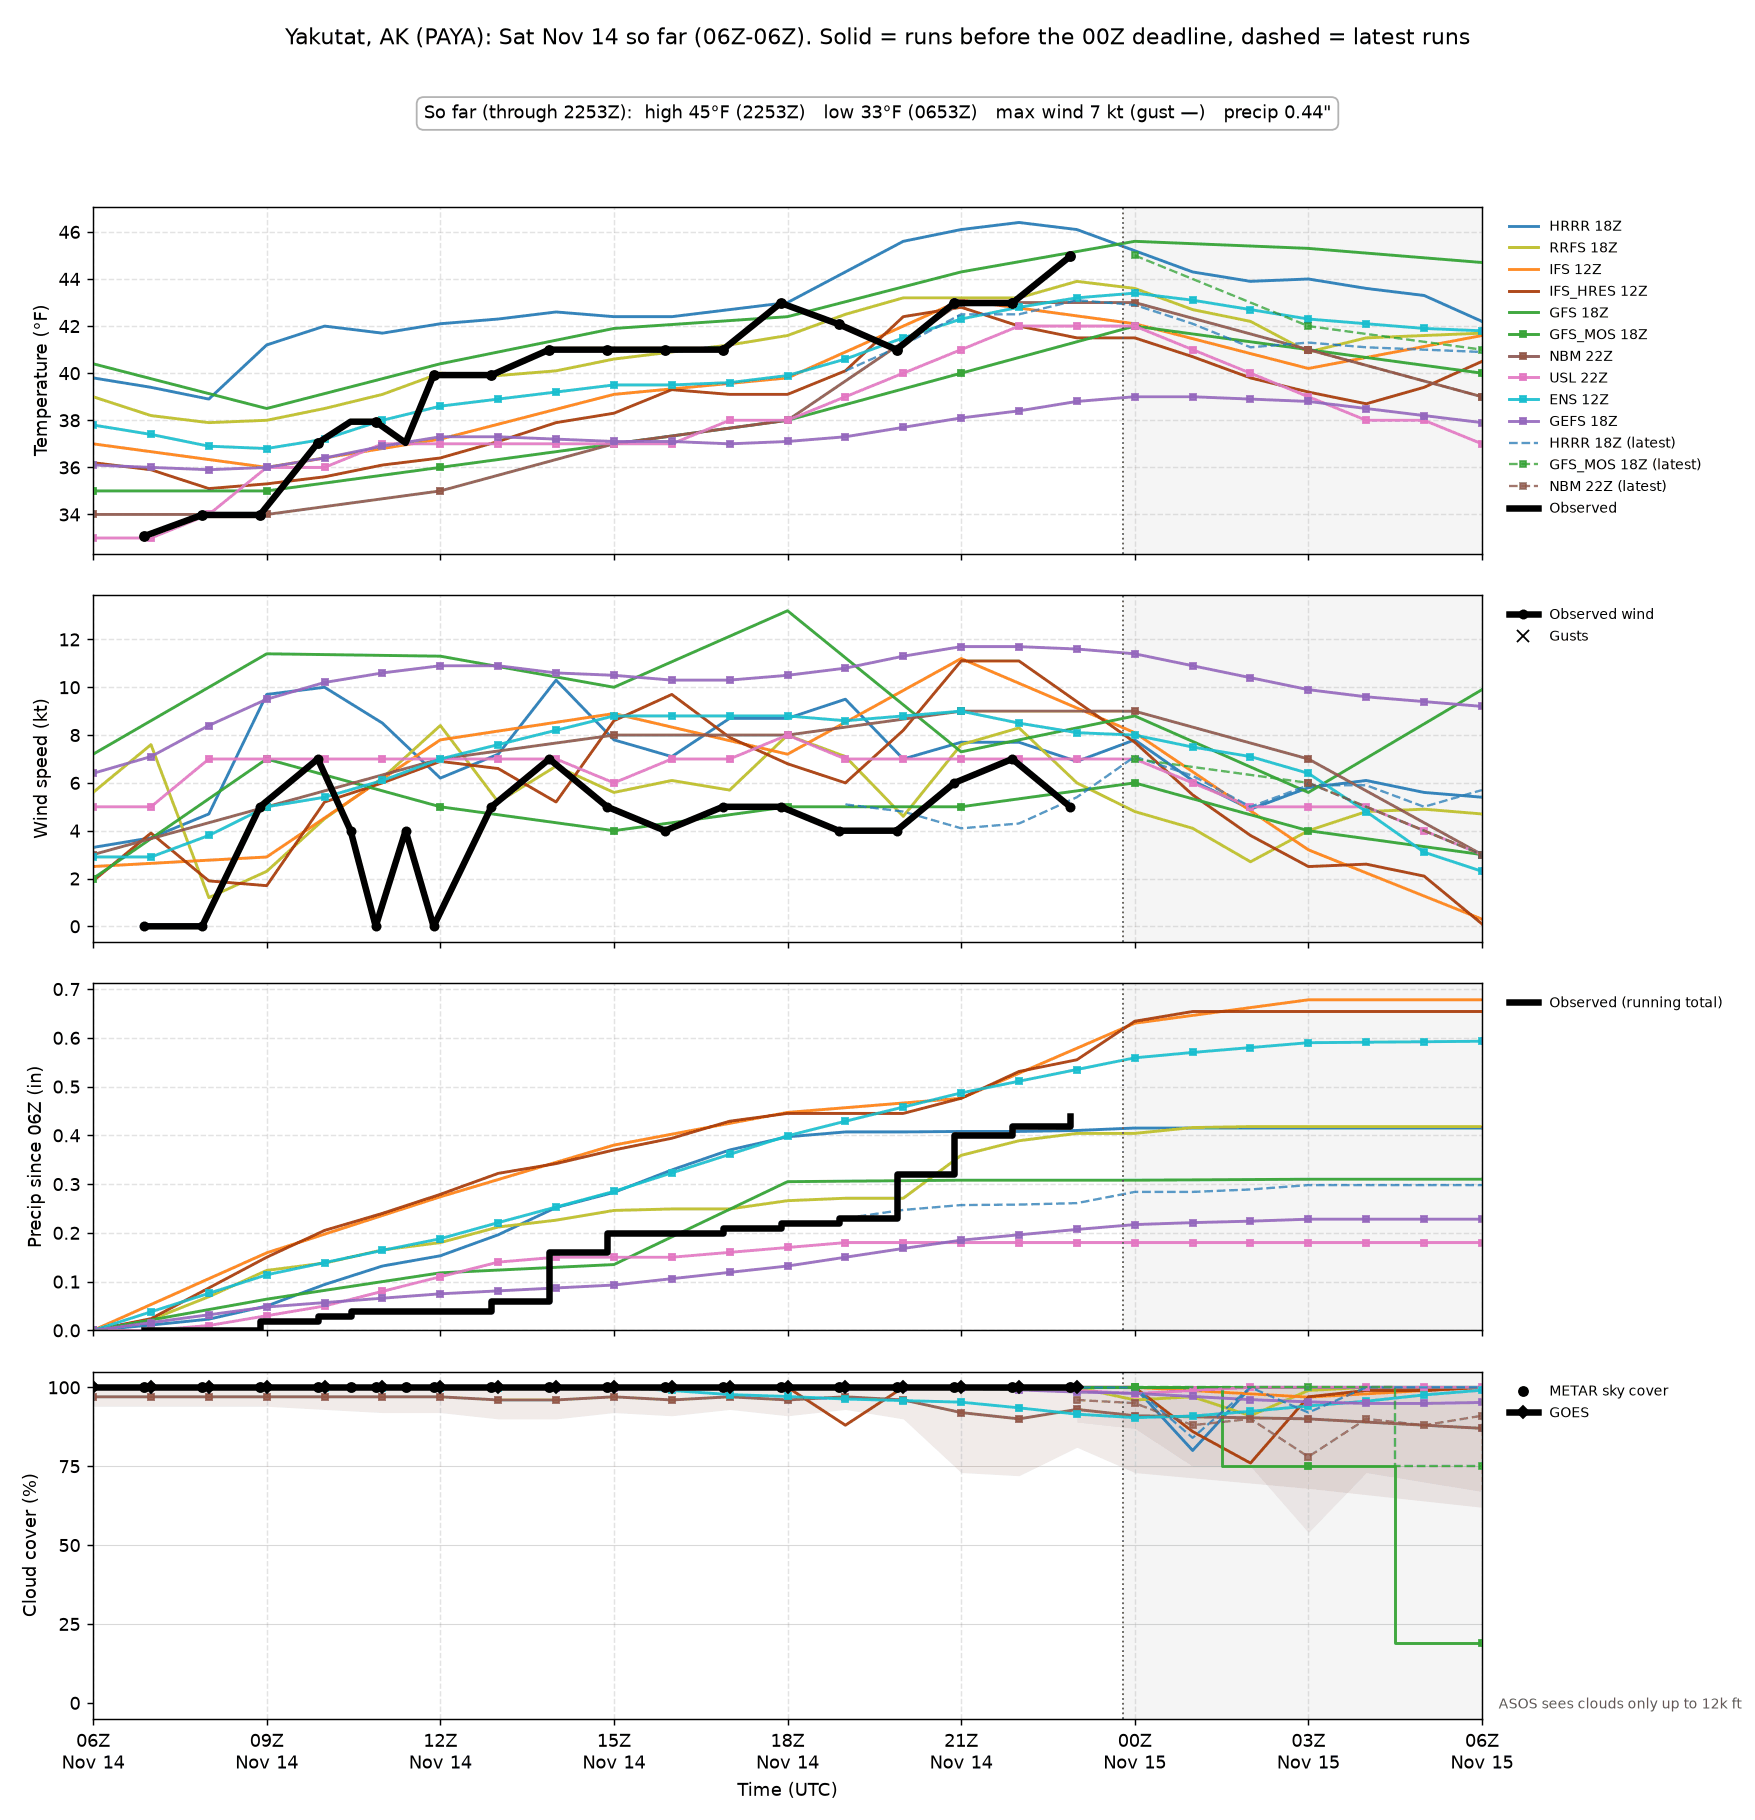 Yakutat, AK (PAYA): Sat Nov 14 so far (06Z-06Z). Solid = runs before the 00Z deadline, dashed = latest runs
So far (through 2253Z):  high 45°F (2253Z)   low 33°F (0653Z)   max wind 7 kt (gust —)   precip 0.44"
Temperature (°F)
46
44
42
40
38
36
34
HRRR 18Z
RRFS 18Z
IFS 12Z
IFS_HRES 12Z
GFS 18Z
GFS_MOS 18Z
NBM 22Z
USL 22Z
ENS 12Z
GEFS 18Z
HRRR 18Z (latest)
GFS_MOS 18Z (latest)
NBM 22Z (latest)
Observed
Wind speed (kt)
12
10
8
6
4
2
0
Observed wind
Gusts
Precip since 06Z (in)
0.7
0.6
0.5
0.4
0.3
0.2
0.1
0.0
Observed (running total)
Cloud cover (%)
100
75
50
25
0
METAR sky cover
GOES
ASOS sees clouds only up to 12k ft
06Z 09Z 12Z 15Z 18Z 21Z 00Z 03Z 06Z
Nov 14 Nov 14 Nov 14 Nov 14 Nov 14 Nov 14 Nov 15 Nov 15 Nov 15
Time (UTC)